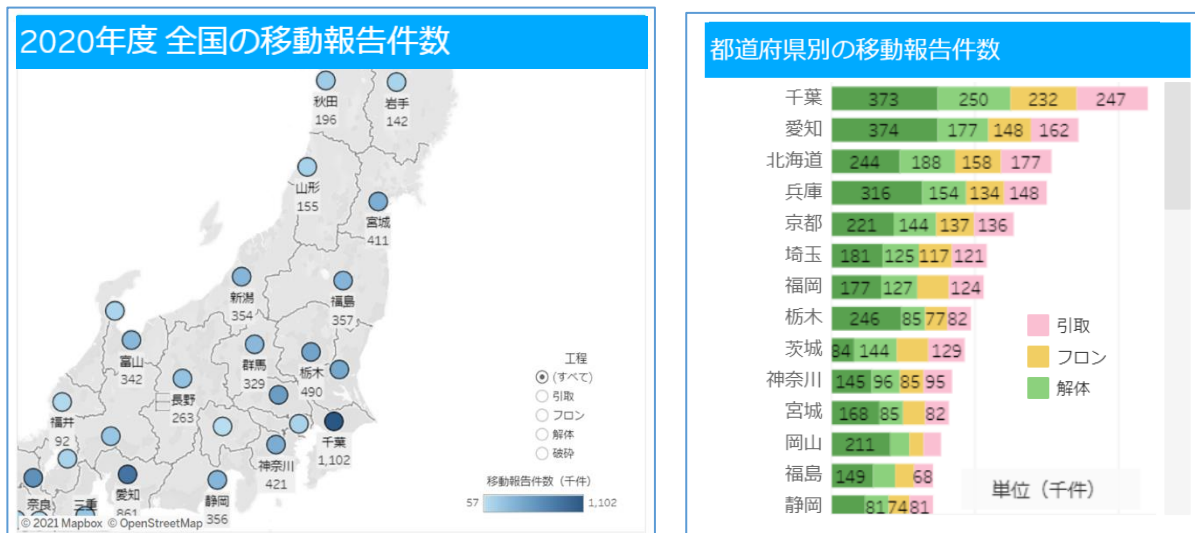 2020年度 全国の移動報告件数
秋田
196
岩手
142
山形
155
宮城
411
新潟
354
福島
357
富山
342
群馬
329
栃木
490
長野
263
福井
92
千葉
1,102
神奈川
421
奈良
三重
愛知
861
静岡
356
工程
(すべて)
引取
フロン
解体
破砕
移動報告件数（千件）
57 1,102
© 2021 Mapbox © OpenStreetMap
都道府県別の移動報告件数
千葉 373 250 232 247
愛知 374 177 148 162
北海道 244 188 158 177
兵庫 316 154 134 148
京都 221 144 137 136
埼玉 181 125 117 121
福岡 177 127 124
栃木 246 85 77 82
茨城 84 144 129
神奈川 145 96 85 95
宮城 168 85 82
岡山 211
福島 149 68
静岡 81 74 81
引取
フロン
解体
単位（千件）